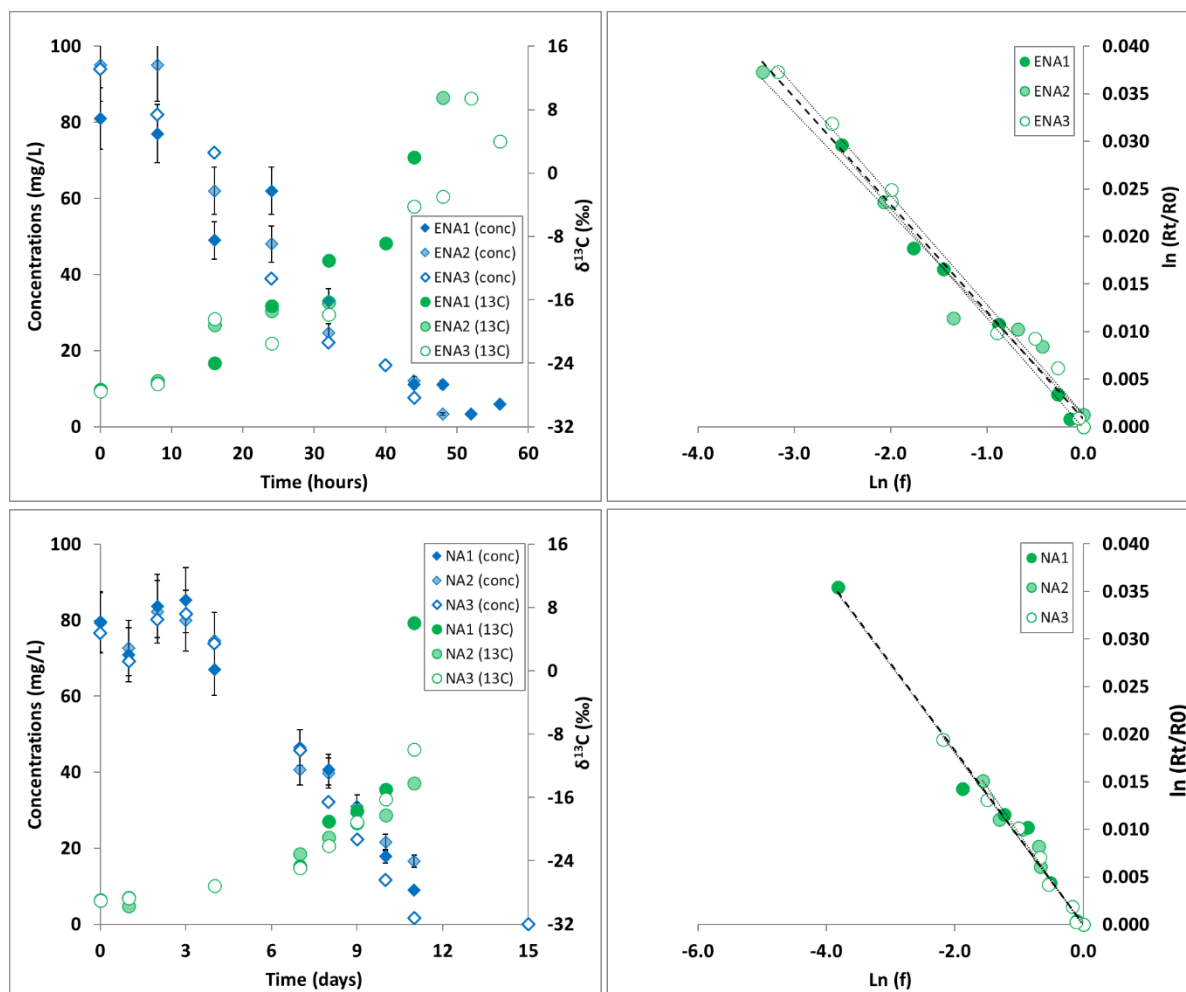 100
80
60
40
20
0
Concentrations (mg/L)
16
8
0
-8
-16
-24
-32
δ¹³C (‰)
ENA1 (conc)
ENA2 (conc)
ENA3 (conc)
ENA1 (13C)
ENA2 (13C)
ENA3 (13C)
0 10 20 30 40 50 60
Time (hours)
ENA1
ENA2
ENA3
0.040
0.035
0.030
0.025
0.020
0.015
0.010
0.005
0.000
ln (Rt/R0)
-4.0 -3.0 -2.0 -1.0 0.0
Ln (f)
100
80
60
40
20
0
Concentrations (mg/L)
16
8
0
-8
-16
-24
-32
δ¹³C (‰)
NA1 (conc)
NA2 (conc)
NA3 (conc)
NA1 (13C)
NA2 (13C)
NA3 (13C)
0 3 6 9 12 15
Time (days)
NA1
NA2
NA3
0.040
0.035
0.030
0.025
0.020
0.015
0.010
0.005
0.000
ln (Rt/R0)
-6.0 -4.0 -2.0 0.0
Ln (f)